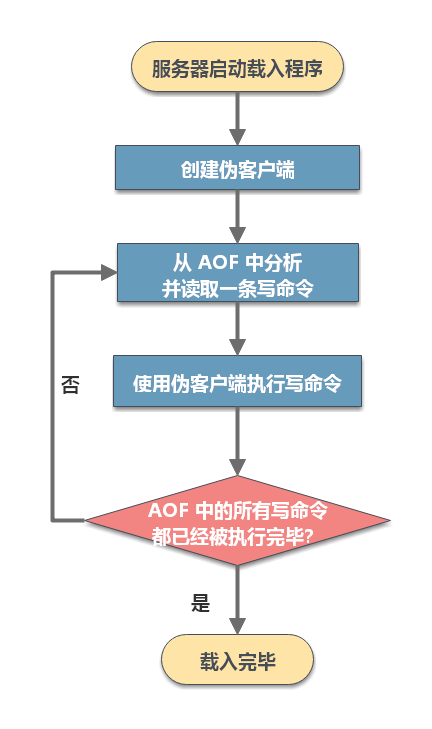 服务器启动载入程序
创建伪客户端
从 AOF 中分析
并读取一条写命令
使用伪客户端执行写命令
否
AOF 中的所有写命令
都已经被执行完毕?
是
载入完毕